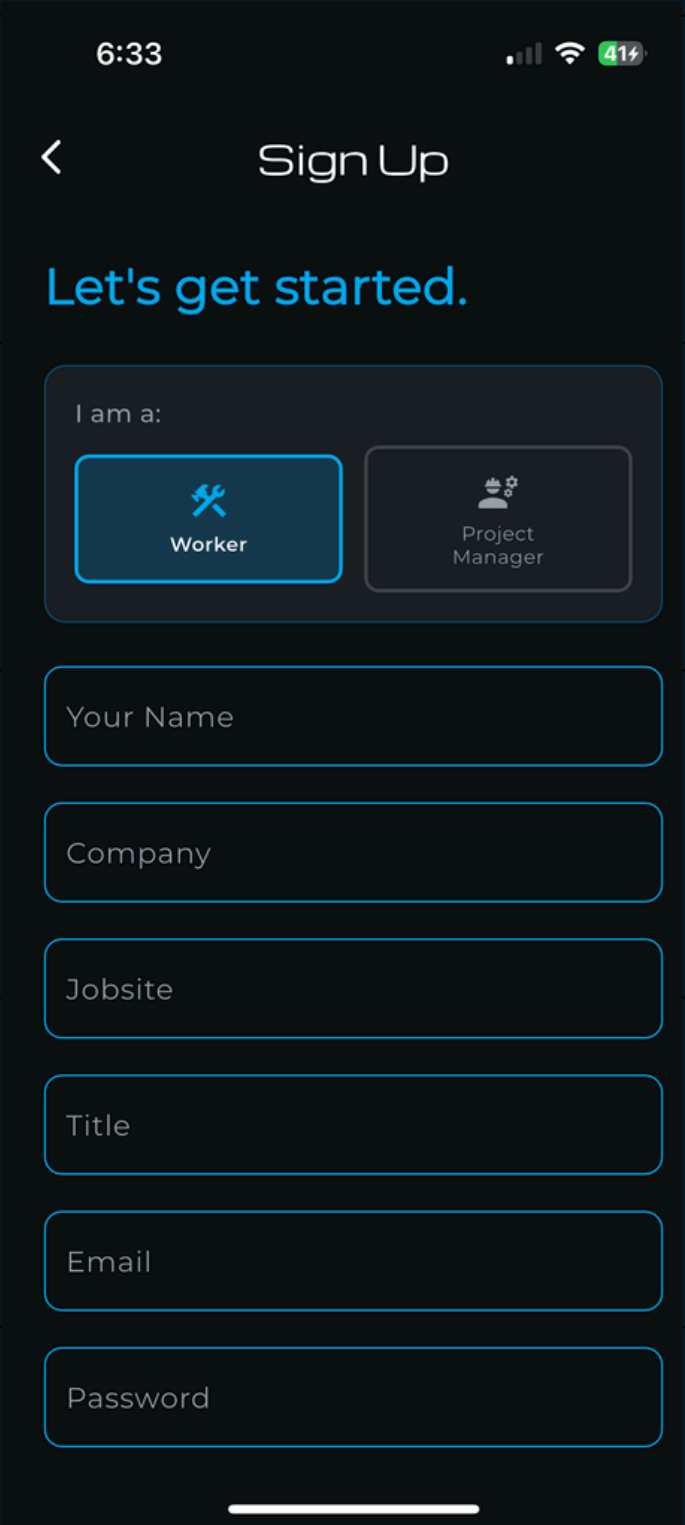 6:33
41
Sign Up
Let's get started.
I am a:
Worker
Project
Manager
Your Name
Company
Jobsite
Title
Email
Password